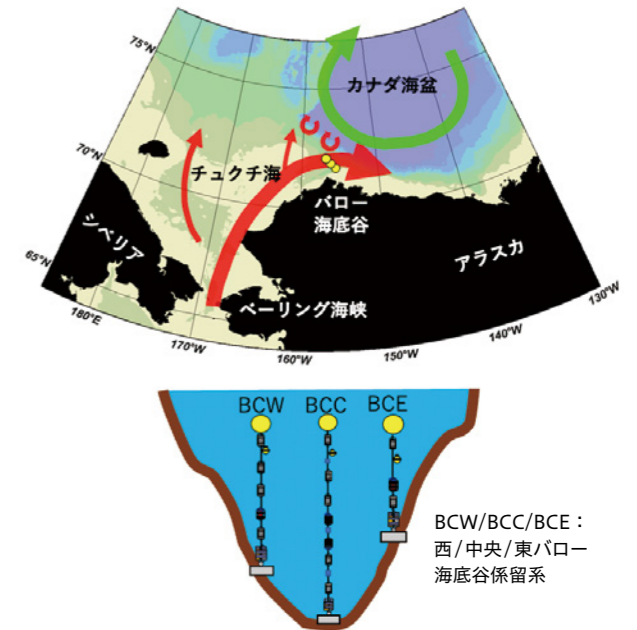 75°N
カナダ海盆
70°N
チュクチ海
バロー
海底谷
シベリア
アラスカ
65°N
ベーリング海峡
180°E
170°W
160°W
150°W
140°W
130°W
BCW BCC BCE
BCW/BCC/BCE：
西/中央/東バロー
海底谷係留系